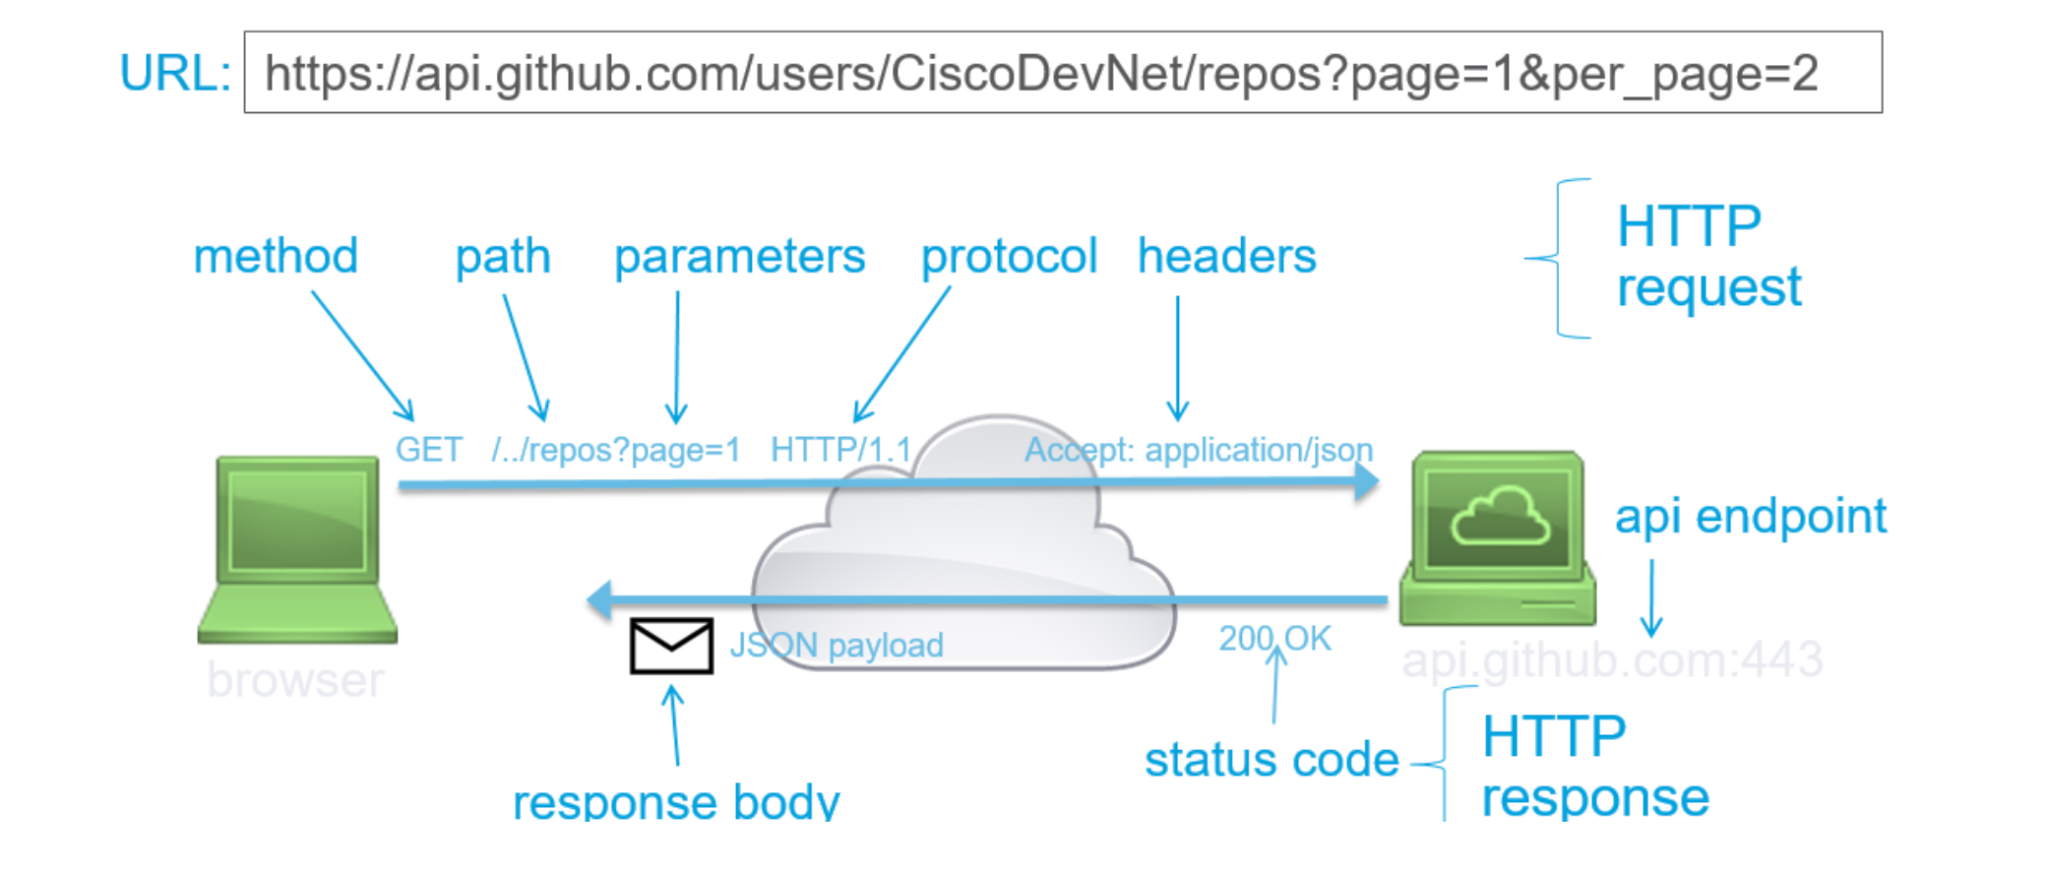 URL: https://api.github.com/users/CiscoDevNet/repos?page=1&per_page=2
HTTP
request
method path parameters protocol headers
GET /../repos?page=1 HTTP/1.1 Accept: application/json
api endpoint
JSON payload
200 OK
api.github.com:443
browser
status code
HTTP
response
response body